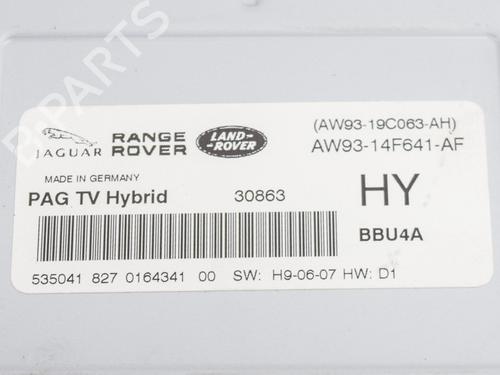 B-PARTS
(AW93-19C063-AH)
JAGUAR RANGE ROVER LAND-ROVER AW93-14F641-AF
MADE IN GERMANY
PAG TV Hybrid 30863 HY
BBU4A
535041 827 0164341 00 SW: H9-06-07 HW: D1